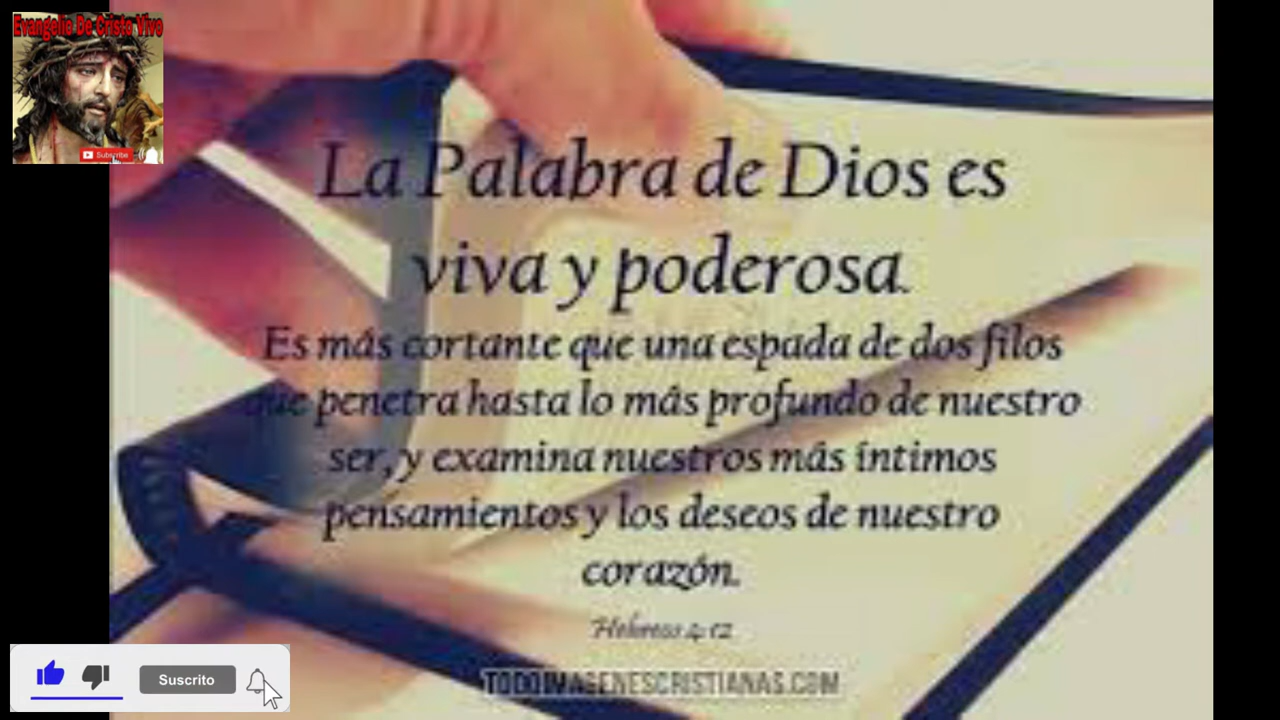 Evangelio De Cristo Vivo
Subscribe
La Palabra de Dios es
viva y poderosa.
Es más cortante que una espada de dos filos
que penetra hasta lo más profundo de nuestro
ser, y examina nuestros más íntimos
pensamientos y los deseos de nuestro
corazón.
Hebreos 4:12
TODOIMAGENESCRISTIANAS.COM
Suscrito